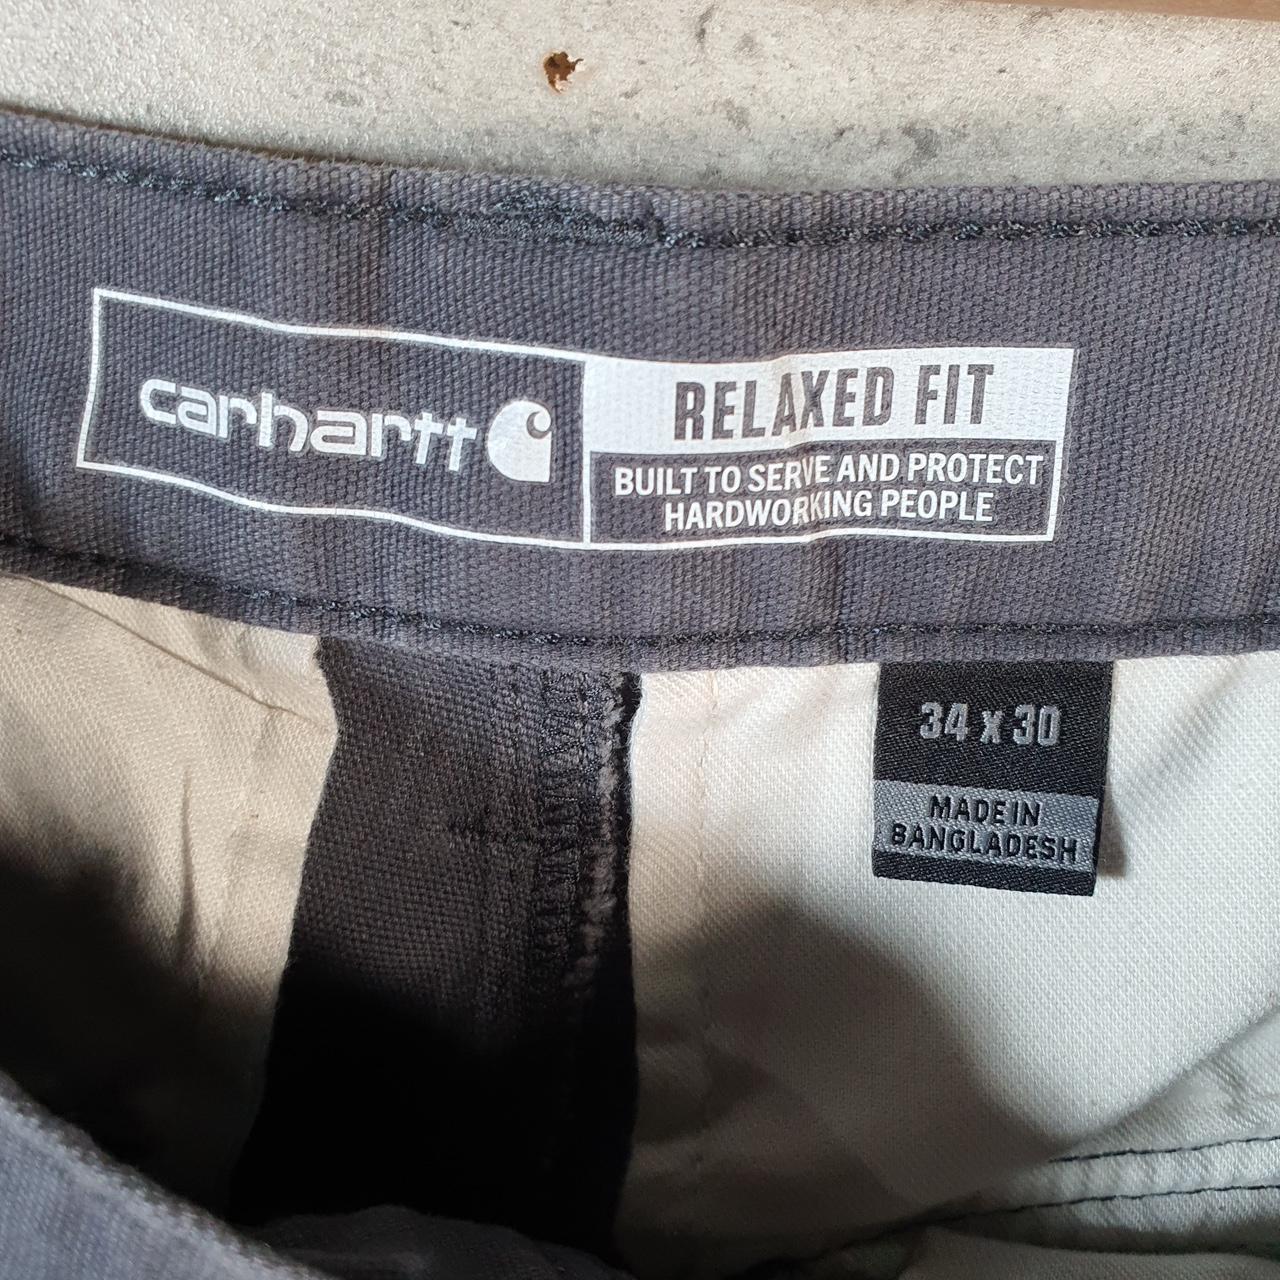 carhartt
RELAXED FIT
BUILT TO SERVE AND PROTECT
HARDWORKING PEOPLE
34 x 30
MADE IN
BANGLADESH